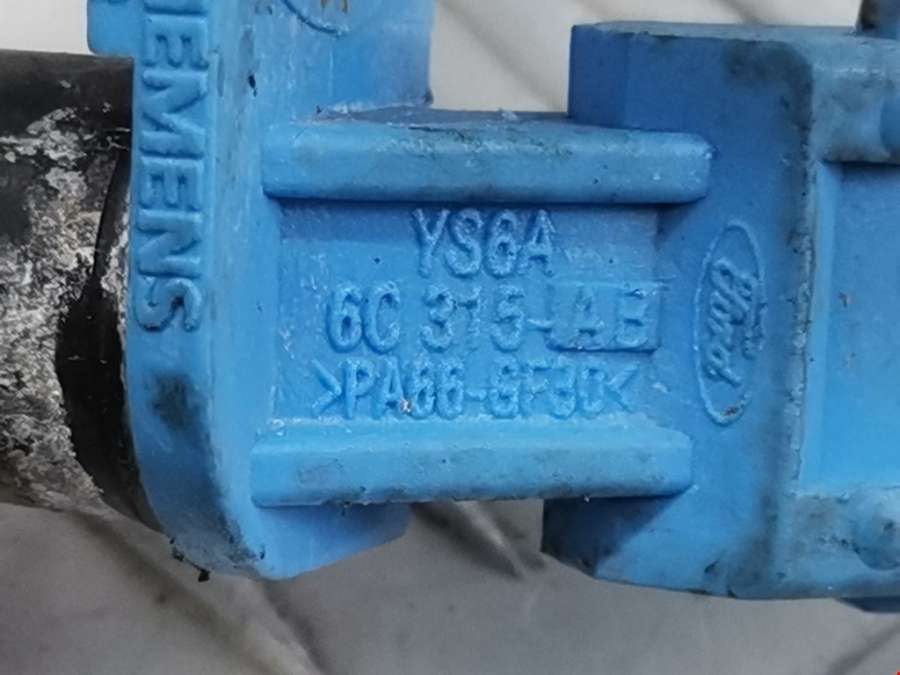 SIEMENS
YS6A
6C 315-AB
>PA66-GF30<
Ford